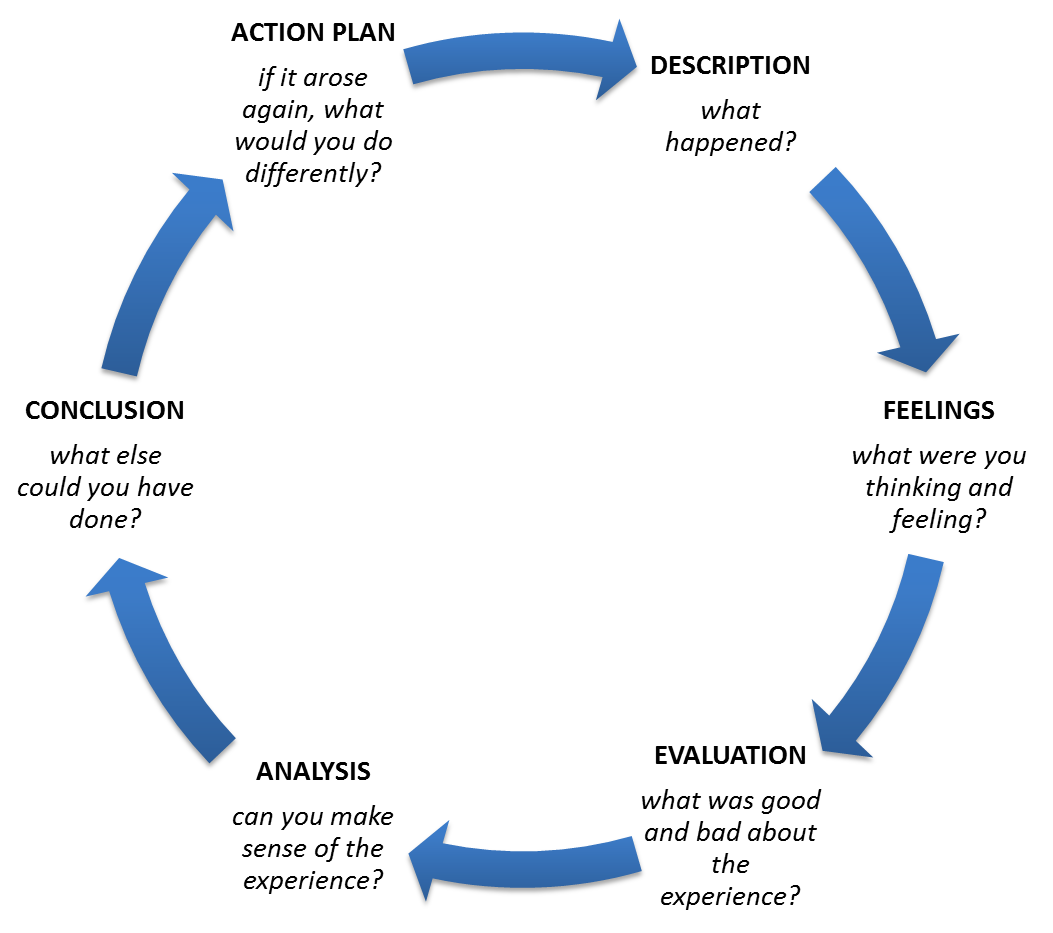 ACTION PLAN
if it arose
again, what
would you do
differently?
DESCRIPTION
what
happened?
FEELINGS
what were you
thinking and
feeling?
EVALUATION
what was good
and bad about
the
experience?
ANALYSIS
can you make
sense of the
experience?
CONCLUSION
what else
could you have
done?